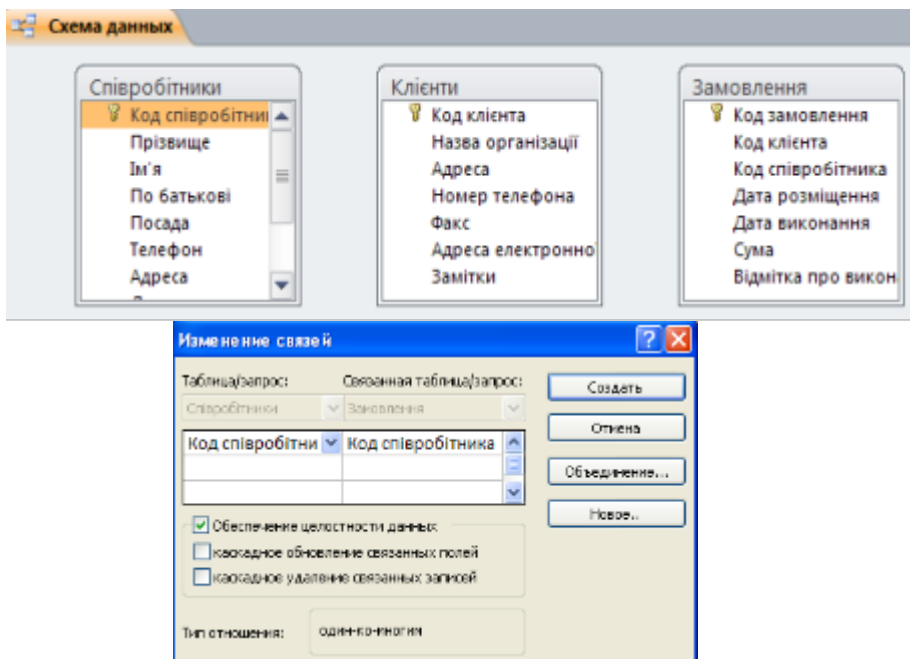 Схема данных
Співробітники
Код співробітни
Прізвище
Ім'я
По батькові
Посада
Телефон
Адреса
Клієнти
Код клієнта
Назва організації
Адреса
Номер телефона
Факс
Адреса електронної
Замітки
Замовлення
Код замовлення
Код клієнта
Код співробітника
Дата розміщення
Дата виконання
Сума
Відмітка про викон
Изменение связей
Таблица/запрос: Связанная таблица/запрос:
Співробітники Замовлення
Код співробітни Код співробітника
Обеспечение целостности данных
каскадное обновление связанных полей
каскадное удаление связанных записей
Тип отношения: один-ко-многим
Создать
Отмена
Объединение...
Новое..